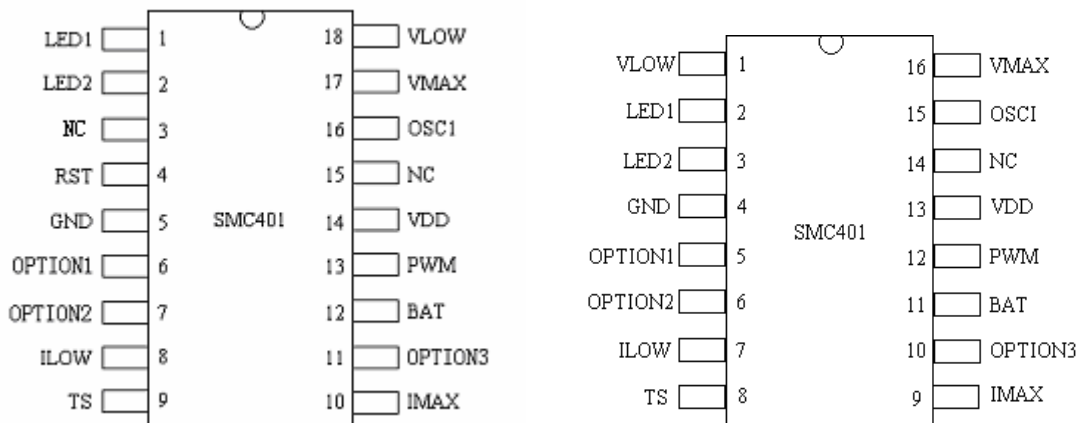 LED1 1 18 VLOW
LED2 2 17 VMAX
NC 3 16 OSC1
RST 4 15 NC
GND 5 SMC401 14 VDD
OPTION1 6 13 PWM
OPTION2 7 12 BAT
ILOW 8 11 OPTION3
TS 9 10 IMAX
VLOW 1 16 VMAX
LED1 2 15 OSCI
LED2 3 14 NC
GND 4 13 VDD
SMC401
OPTION1 5 12 PWM
OPTION2 6 11 BAT
ILOW 7 10 OPTION3
TS 8 9 IMAX